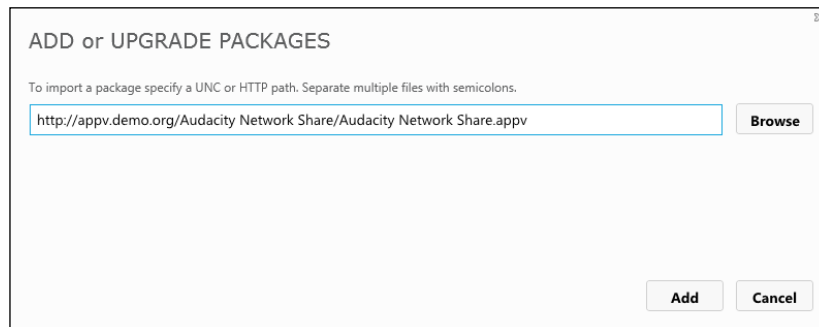 ADD or UPGRADE PACKAGES
To import a package specify a UNC or HTTP path. Separate multiple files with semicolons.
http://appv.demo.org/Audacity Network Share/Audacity Network Share.appv
Browse
Add
Cancel